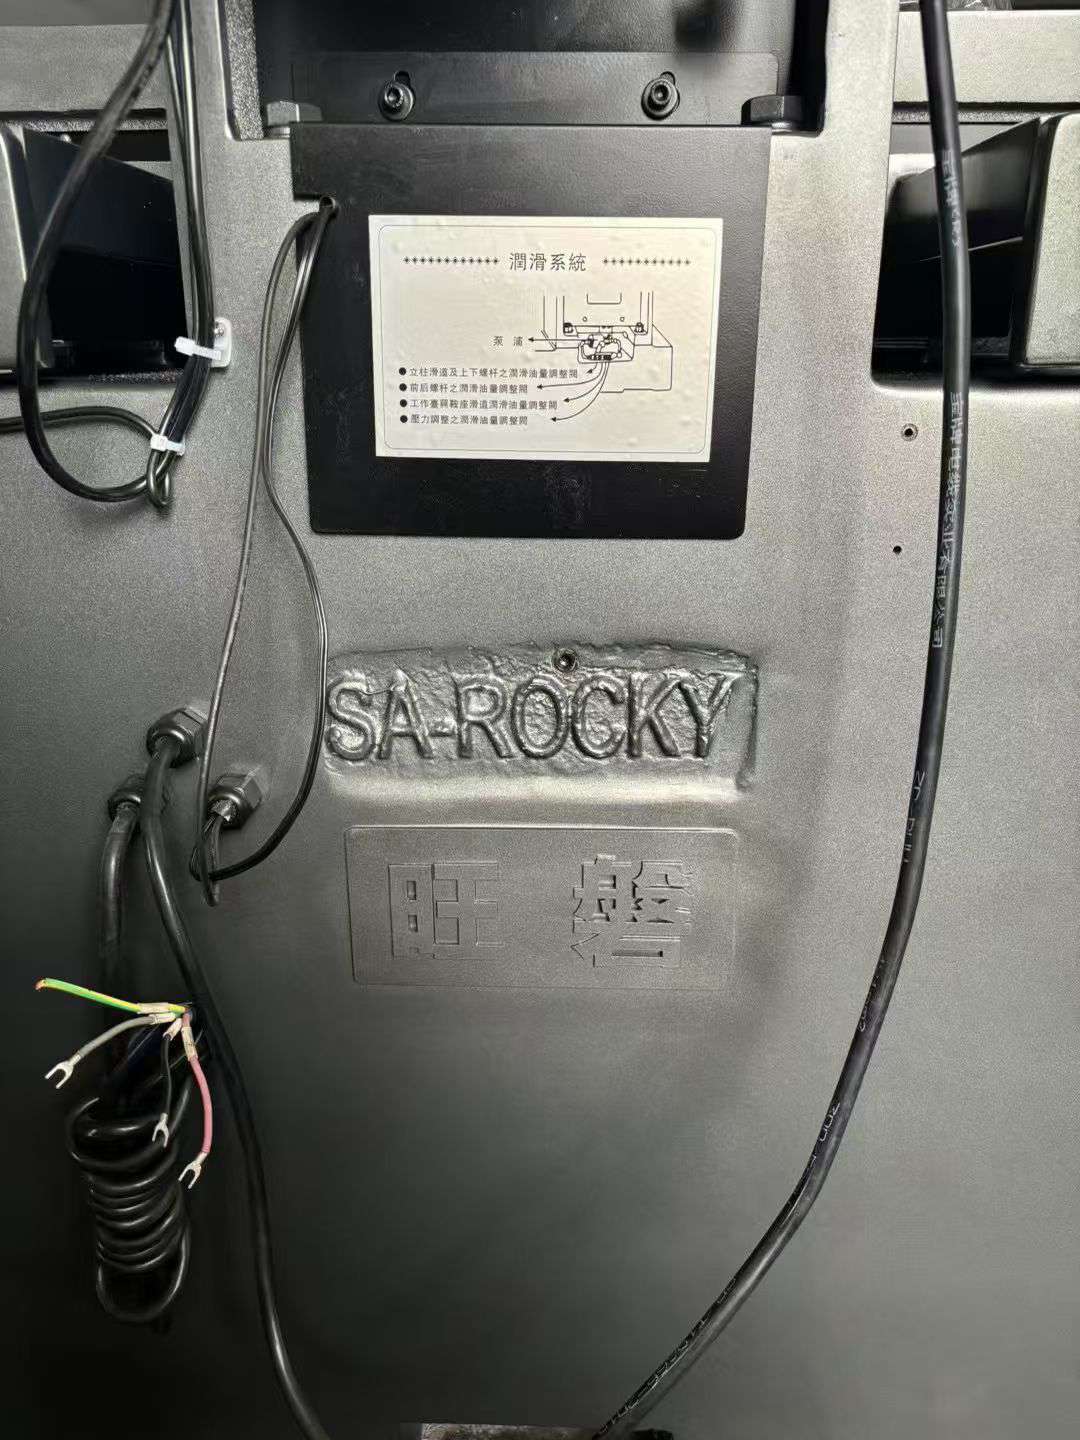 潤滑系統
泵浦
● 立柱滑道及上下螺杆之潤滑油量調整閥
● 前后螺杆之潤滑油量調整閥
● 工作臺與鞍座滑道潤滑油量調整閥
● 壓力調整之潤滑油量調整閥
SA-ROCKY
旺磐